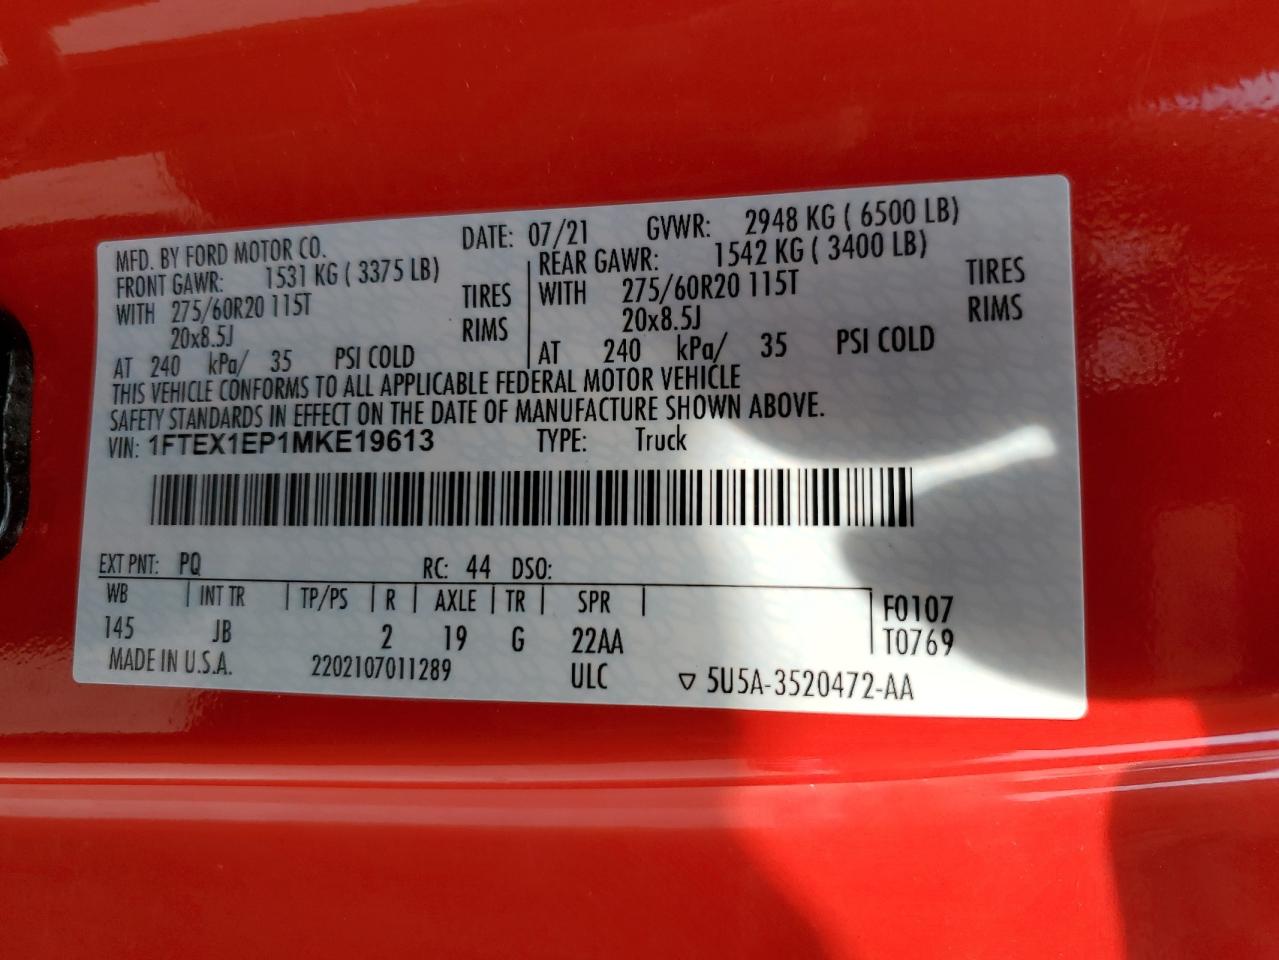 MFD. BY FORD MOTOR CO. DATE: 07/21 GVWR: 2948 KG ( 6500 LB)
FRONT GAWR: 1531 KG ( 3375 LB) REAR GAWR: 1542 KG ( 3400 LB)
WITH 275/60R20 115T TIRES WITH 275/60R20 115T TIRES
20x8.5J RIMS 20x8.5J RIMS
AT 240 kPa/ 35 PSI COLD AT 240 kPa/ 35 PSI COLD
THIS VEHICLE CONFORMS TO ALL APPLICABLE FEDERAL MOTOR VEHICLE
SAFETY STANDARDS IN EFFECT ON THE DATE OF MANUFACTURE SHOWN ABOVE.
VIN: 1FTEX1EP1MKE19613 TYPE: Truck
EXT PNT: PQ RC: 44 DSO:
WB INT TR TP/PS R AXLE TR SPR F0107
145 JB 2 19 G 22AA T0769
MADE IN U.S.A. 2202107011289 ULC ▽ 5U5A-3520472-AA